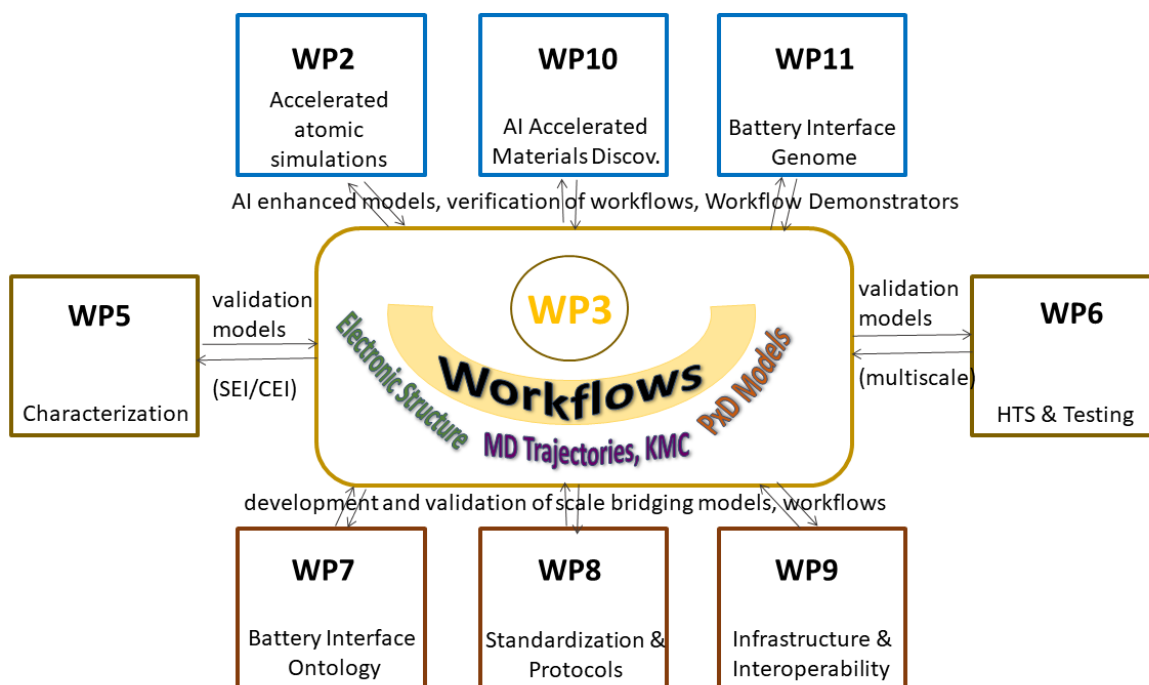 WP2
Accelerated
atomic
simulations
WP10
AI Accelerated
Materials Discov.
WP11
Battery Interface
Genome
AI enhanced models, verification of workflows, Workflow Demonstrators
WP5
Characterization
validation
models
(SEI/CEI)
WP3
Workflows
Electronic Structure
MD Trajectories, KMC
PxD Models
validation
models
(multiscale)
WP6
HTS & Testing
development and validation of scale bridging models, workflows
WP7
Battery Interface
Ontology
WP8
Standardization &
Protocols
WP9
Infrastructure &
Interoperability